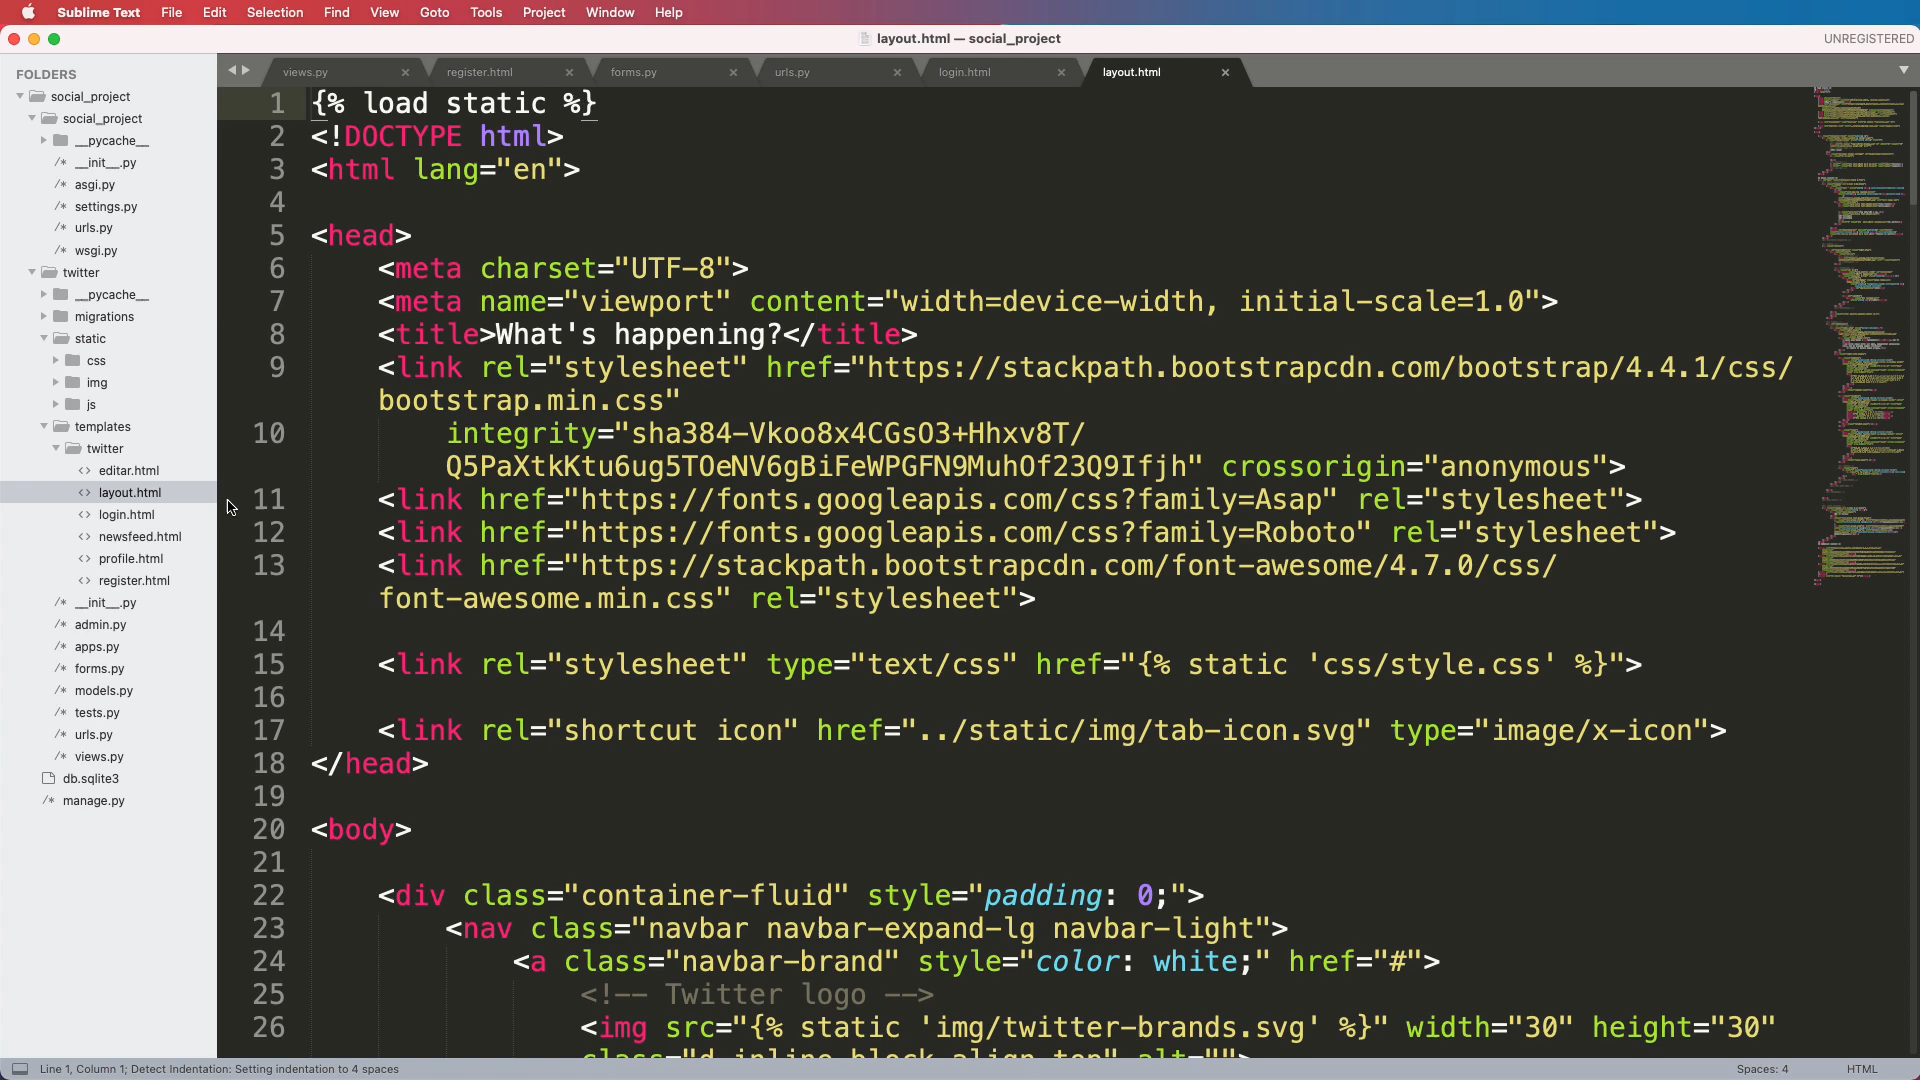 Sublime Text File Edit Selection Find View Goto Tools Project Window Help
layout.html — social_project
UNREGISTERED
FOLDERS
social_project
social_project
__pycache__
__init__.py
asgi.py
settings.py
urls.py
wsgi.py
twitter
__pycache__
migrations
static
css
img
js
templates
twitter
editar.html
layout.html
login.html
newsfeed.html
profile.html
register.html
__init__.py
admin.py
apps.py
forms.py
models.py
tests.py
urls.py
views.py
db.sqlite3
manage.py
views.py register.html forms.py urls.py login.html layout.html
1 {% load static %}
2 <!DOCTYPE html>
3 <html lang="en">
4
5 <head>
6 <meta charset="UTF-8">
7 <meta name="viewport" content="width=device-width, initial-scale=1.0">
8 <title>What's happening?</title>
9 <link rel="stylesheet" href="https://stackpath.bootstrapcdn.com/bootstrap/4.4.1/css/
bootstrap.min.css"
10 integrity="sha384-Vkoo8x4CGsO3+Hhxv8T/
Q5PaXtkKtu6ug5TOeNV6gBiFeWPGFN9MuhOf23Q9Ifjh" crossorigin="anonymous">
11 <link href="https://fonts.googleapis.com/css?family=Asap" rel="stylesheet">
12 <link href="https://fonts.googleapis.com/css?family=Roboto" rel="stylesheet">
13 <link href="https://stackpath.bootstrapcdn.com/font-awesome/4.7.0/css/
font-awesome.min.css" rel="stylesheet">
14
15 <link rel="stylesheet" type="text/css" href="{% static 'css/style.css' %}">
16
17 <link rel="shortcut icon" href="../static/img/tab-icon.svg" type="image/x-icon">
18 </head>
19
20 <body>
21
22 <div class="container-fluid" style="padding: 0;">
23 <nav class="navbar navbar-expand-lg navbar-light">
24 <a class="navbar-brand" style="color: white;" href="#">
25 <!-- Twitter logo -->
26 <img src="{% static 'img/twitter-brands.svg' %}" width="30" height="30"
class="d-inline-block align-top" alt="">
Line 1, Column 1; Detect Indentation: Setting indentation to 4 spaces
Spaces: 4
HTML